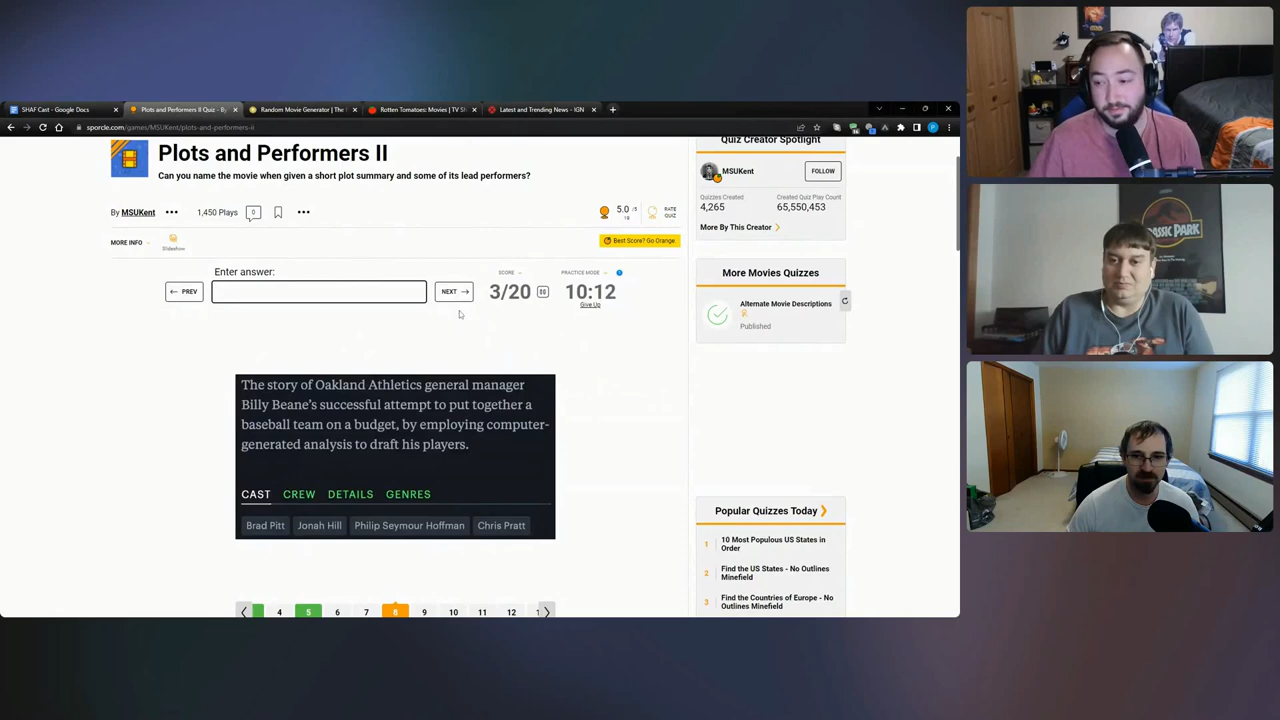 SHAF Cast - Google Docs
Plots and Performers II Quiz - By
Random Movie Generator | The
Rotten Tomatoes: Movies | TV Sh
Latest and Trending News - IGN
sporcle.com/games/MSUKent/plots-and-performers-ii
Plots and Performers II
Can you name the movie when given a short plot summary and some of its lead performers?
By MSUKent
1,450 Plays
0
5.0 /5
RATE QUIZ
MORE INFO
Slideshow
Best Score? Go Orange.
Enter answer:
PREV
NEXT
SCORE
3/20
PRACTICE MODE
10:12
Give Up
The story of Oakland Athletics general manager
Billy Beane's successful attempt to put together a
baseball team on a budget, by employing computer-
generated analysis to draft his players.
CAST CREW DETAILS GENRES
Brad Pitt Jonah Hill Philip Seymour Hoffman Chris Pratt
4 5 6 7 8 9 10 11 12
Quiz Creator Spotlight
MSUKent
FOLLOW
Quizzes Created
4,265
Created Quiz Play Count
65,550,453
More By This Creator
More Movies Quizzes
Alternate Movie Descriptions
Published
Popular Quizzes Today
1 10 Most Populous US States in
Order
2 Find the US States - No Outlines
Minefield
3 Find the Countries of Europe - No
Outlines Minefield
JURASSIC PARK